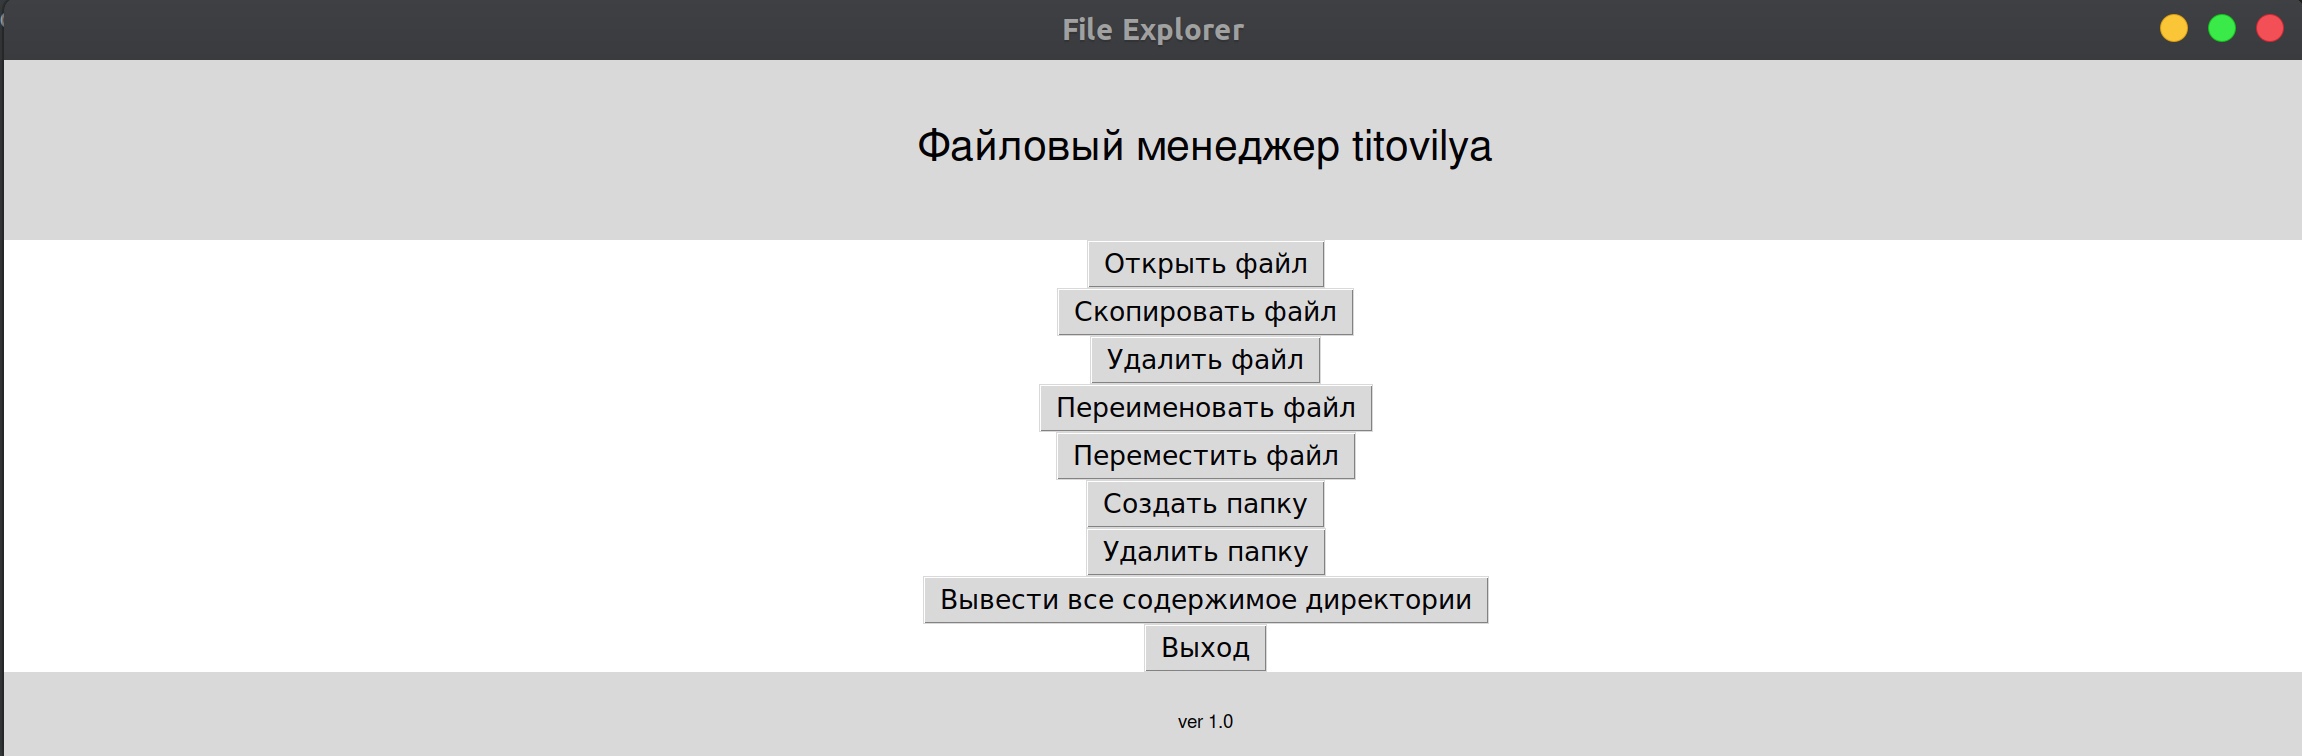 File Explorer
Файловый менеджер titovilya
Открыть файл
Скопировать файл
Удалить файл
Переименовать файл
Переместить файл
Создать папку
Удалить папку
Вывести все содержимое директории
Выход
ver 1.0